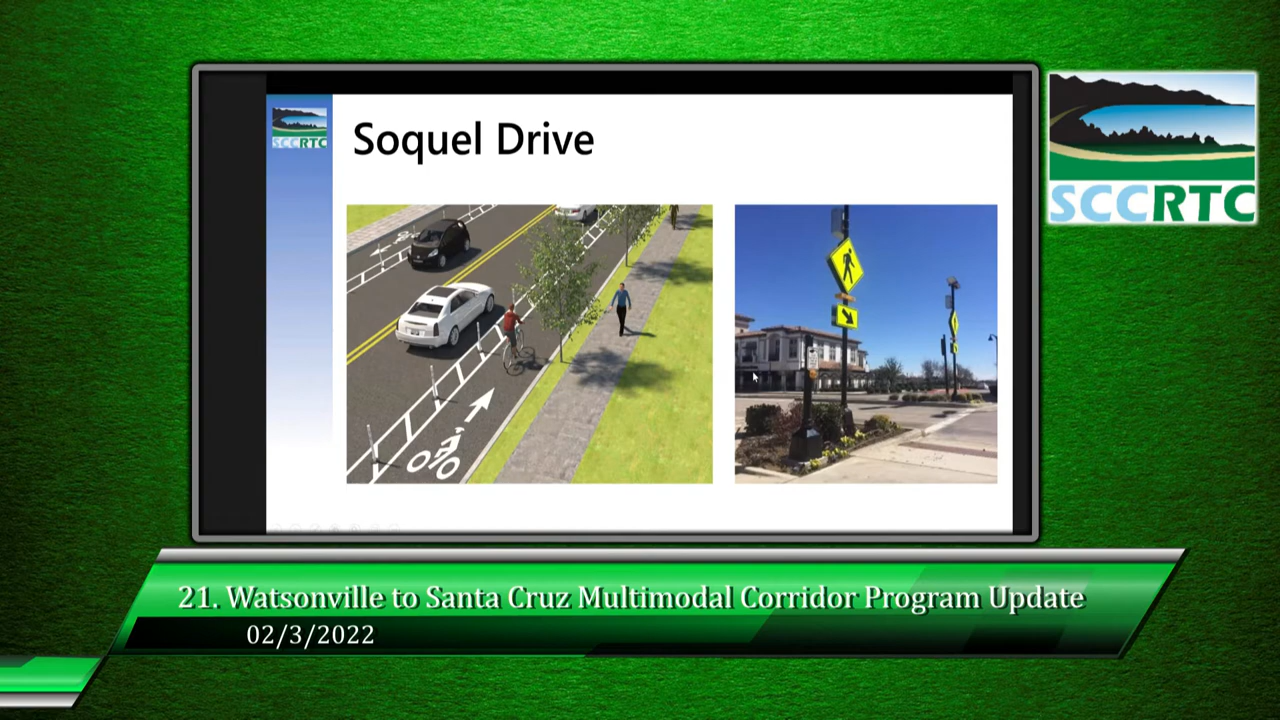 SCCRTC
Soquel Drive
SCCRTC
21. Watsonville to Santa Cruz Multimodal Corridor Program Update
02/3/2022